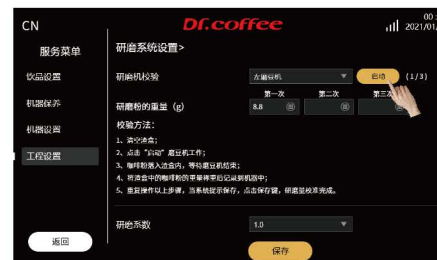 CN
Dr.coffee
00:
2021/01/
服务菜单
研磨系统设置>
饮品设置
机器保养
机器设置
工程设置
返回
研磨机校验
左磨豆机
启动
(1/3)
第一次
第二次
第三
研磨粉的重量（g）
8.8
校验方法：
1、清空渣盒；
2、点击“启动”磨豆机工作；
3、咖啡粉落入渣盒内，等待磨豆机结束；
4、将渣盒中的咖啡粉的重量称重后记录到机器中；
5、重复操作以上步骤，当系统提示保存，点击保存键，研磨量校准完成。
研磨系数
1.0
保存